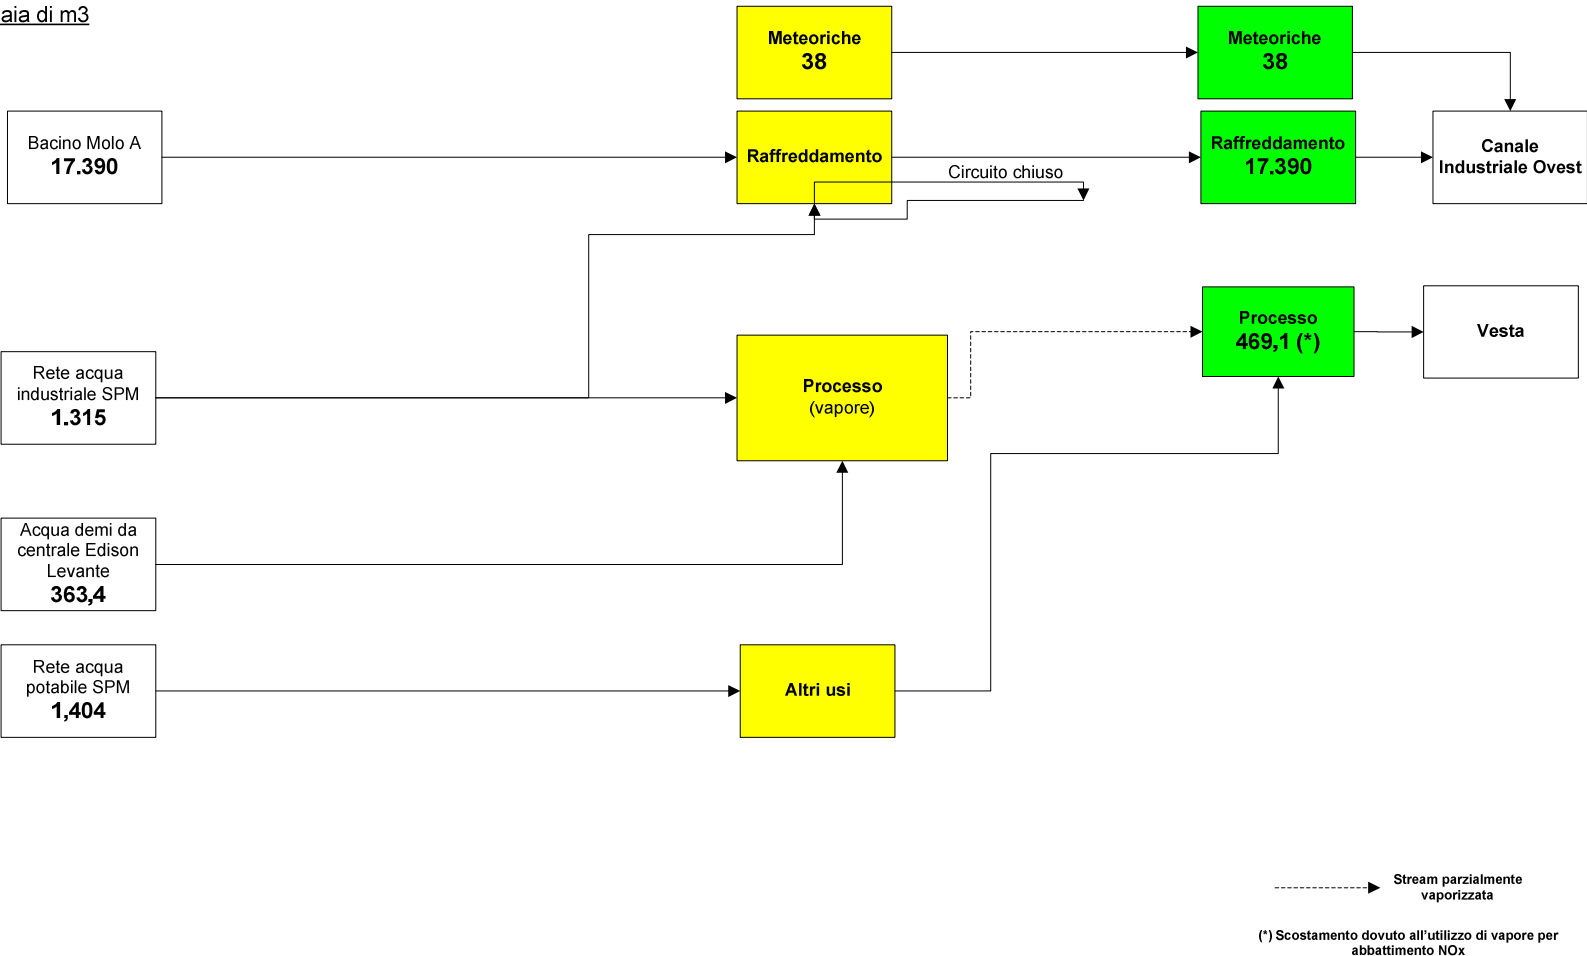 aia di m3
Meteoriche
38
Meteoriche
38
Bacino Molo A
17.390
Raffreddamento
Raffreddamento
17.390
Canale
Industriale Ovest
Circuito chiuso
Rete acqua
industriale SPM
1.315
Processo
(vapore)
Processo
469,1 (*)
Vesta
Acqua demi da
centrale Edison
Levante
363,4
Rete acqua
potabile SPM
1,404
Altri usi
Stream parzialmente
vaporizzata
(*) Scostamento dovuto all'utilizzo di vapore per
abbattimento NOx